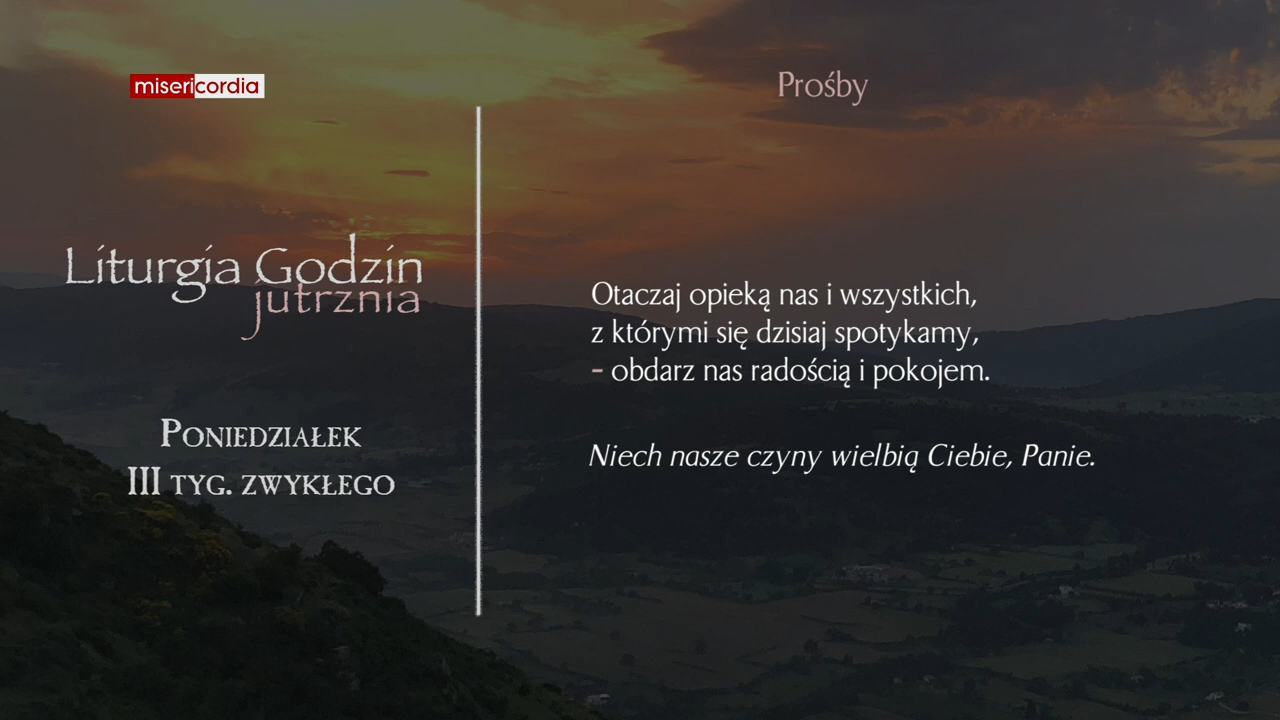 misericordia
Liturgia Godzin
jutrznia
Poniedziałek
III tyg. zwykłego
Prośby
Otaczaj opieką nas i wszystkich,
z którymi się dzisiaj spotykamy,
- obdarz nas radością i pokojem.
Niech nasze czyny wielbią Ciebie, Panie.